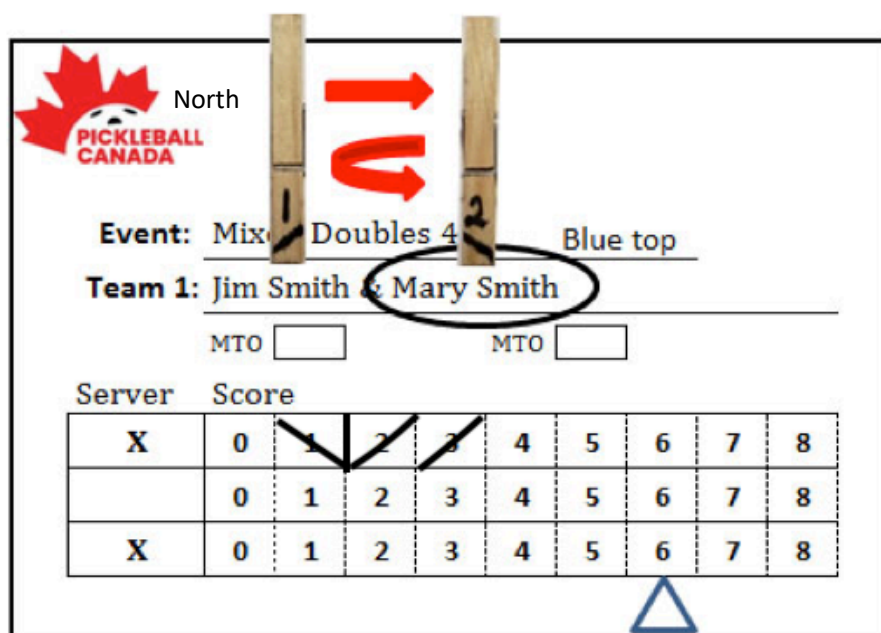 North
PICKLEBALL
CANADA
1 2
Event: Mixe Doubles 4 Blue top
Team 1: Jim Smith & Mary Smith
MTO MTO
Server Score
X 0 1 2 3 4 5 6 7 8
0 1 2 3 4 5 6 7 8
X 0 1 2 3 4 5 6 7 8